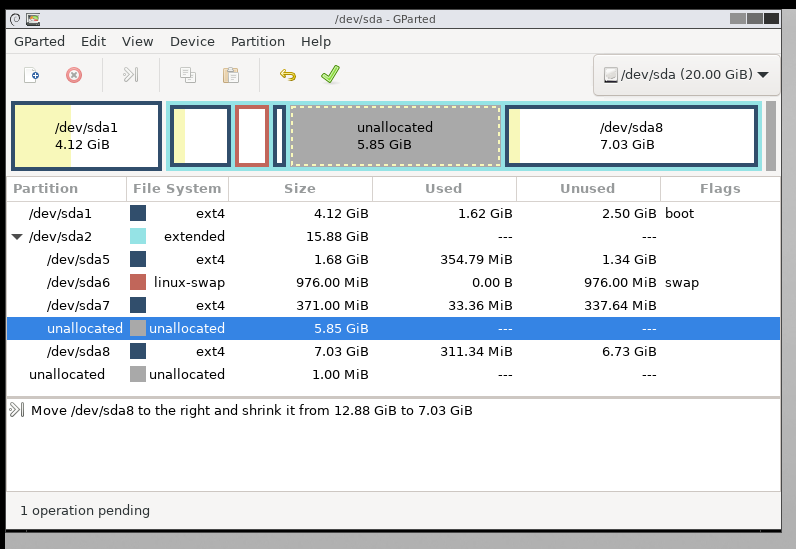 /dev/sda - GParted
GParted Edit View Device Partition Help
/dev/sda (20.00 GiB)
/dev/sda1
4.12 GiB
unallocated
5.85 GiB
/dev/sda8
7.03 GiB
Partition File System Size Used Unused Flags
/dev/sda1 ext4 4.12 GiB 1.62 GiB 2.50 GiB boot
/dev/sda2 extended 15.88 GiB --- ---
/dev/sda5 ext4 1.68 GiB 354.79 MiB 1.34 GiB
/dev/sda6 linux-swap 976.00 MiB 0.00 B 976.00 MiB swap
/dev/sda7 ext4 371.00 MiB 33.36 MiB 337.64 MiB
unallocated unallocated 5.85 GiB --- ---
/dev/sda8 ext4 7.03 GiB 311.34 MiB 6.73 GiB
unallocated unallocated 1.00 MiB --- ---
Move /dev/sda8 to the right and shrink it from 12.88 GiB to 7.03 GiB
1 operation pending